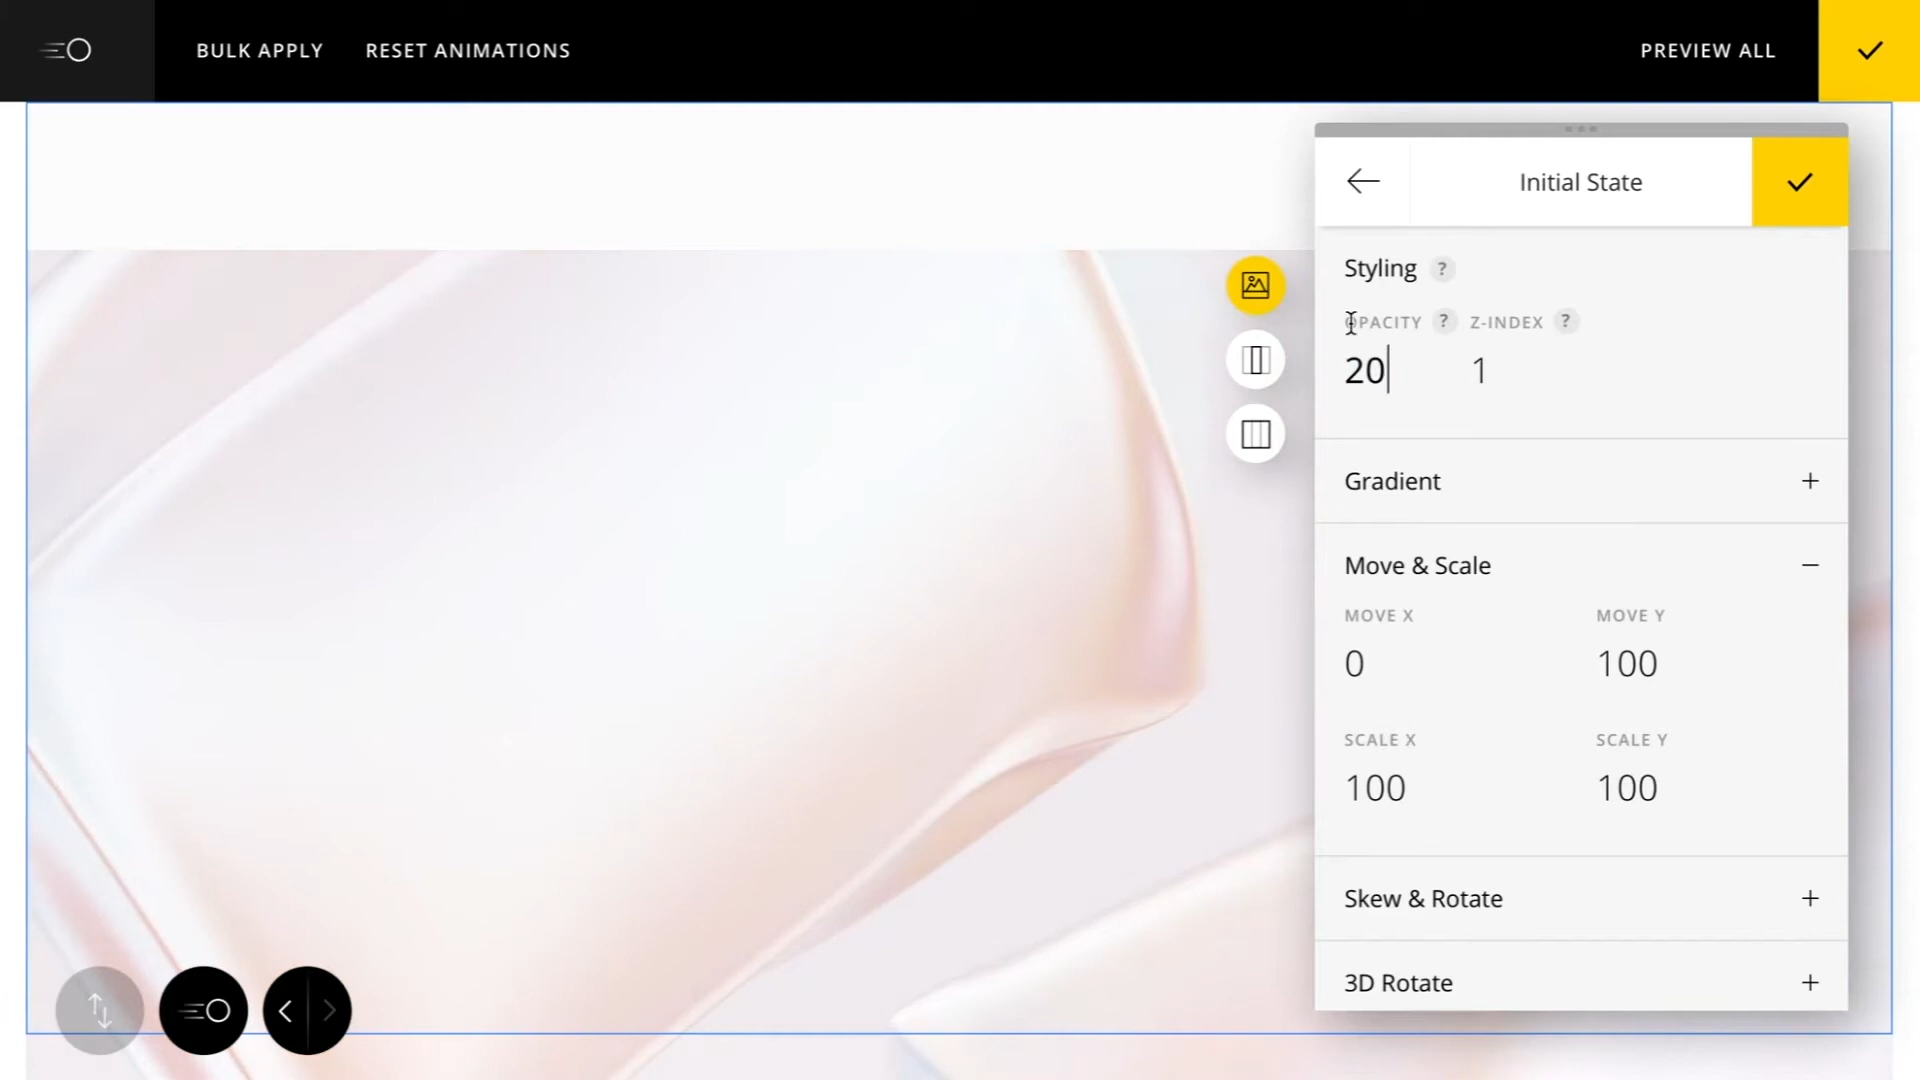 BULK APPLY RESET ANIMATIONS PREVIEW ALL
Initial State
Styling ?
OPACITY ? Z-INDEX ?
20 1
Gradient
Move & Scale
MOVE X MOVE Y
0 100
SCALE X SCALE Y
100 100
Skew & Rotate
3D Rotate